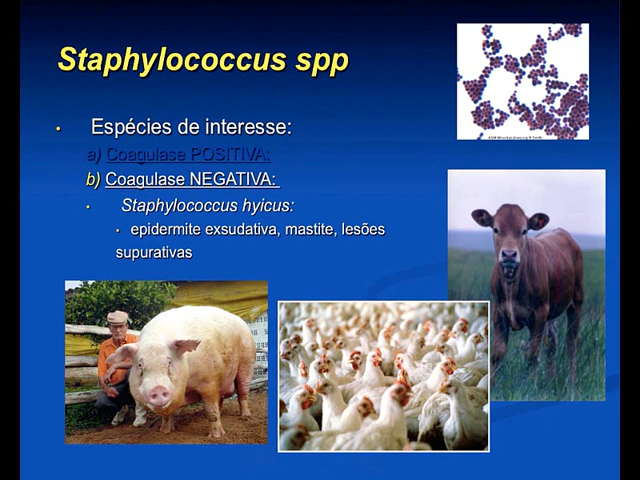 Staphylococcus spp
• Espécies de interesse:
a) Coagulase POSITIVA:
b) Coagulase NEGATIVA:
• Staphylococcus hyicus:
• epidermite exsudativa, mastite, lesões
supurativas